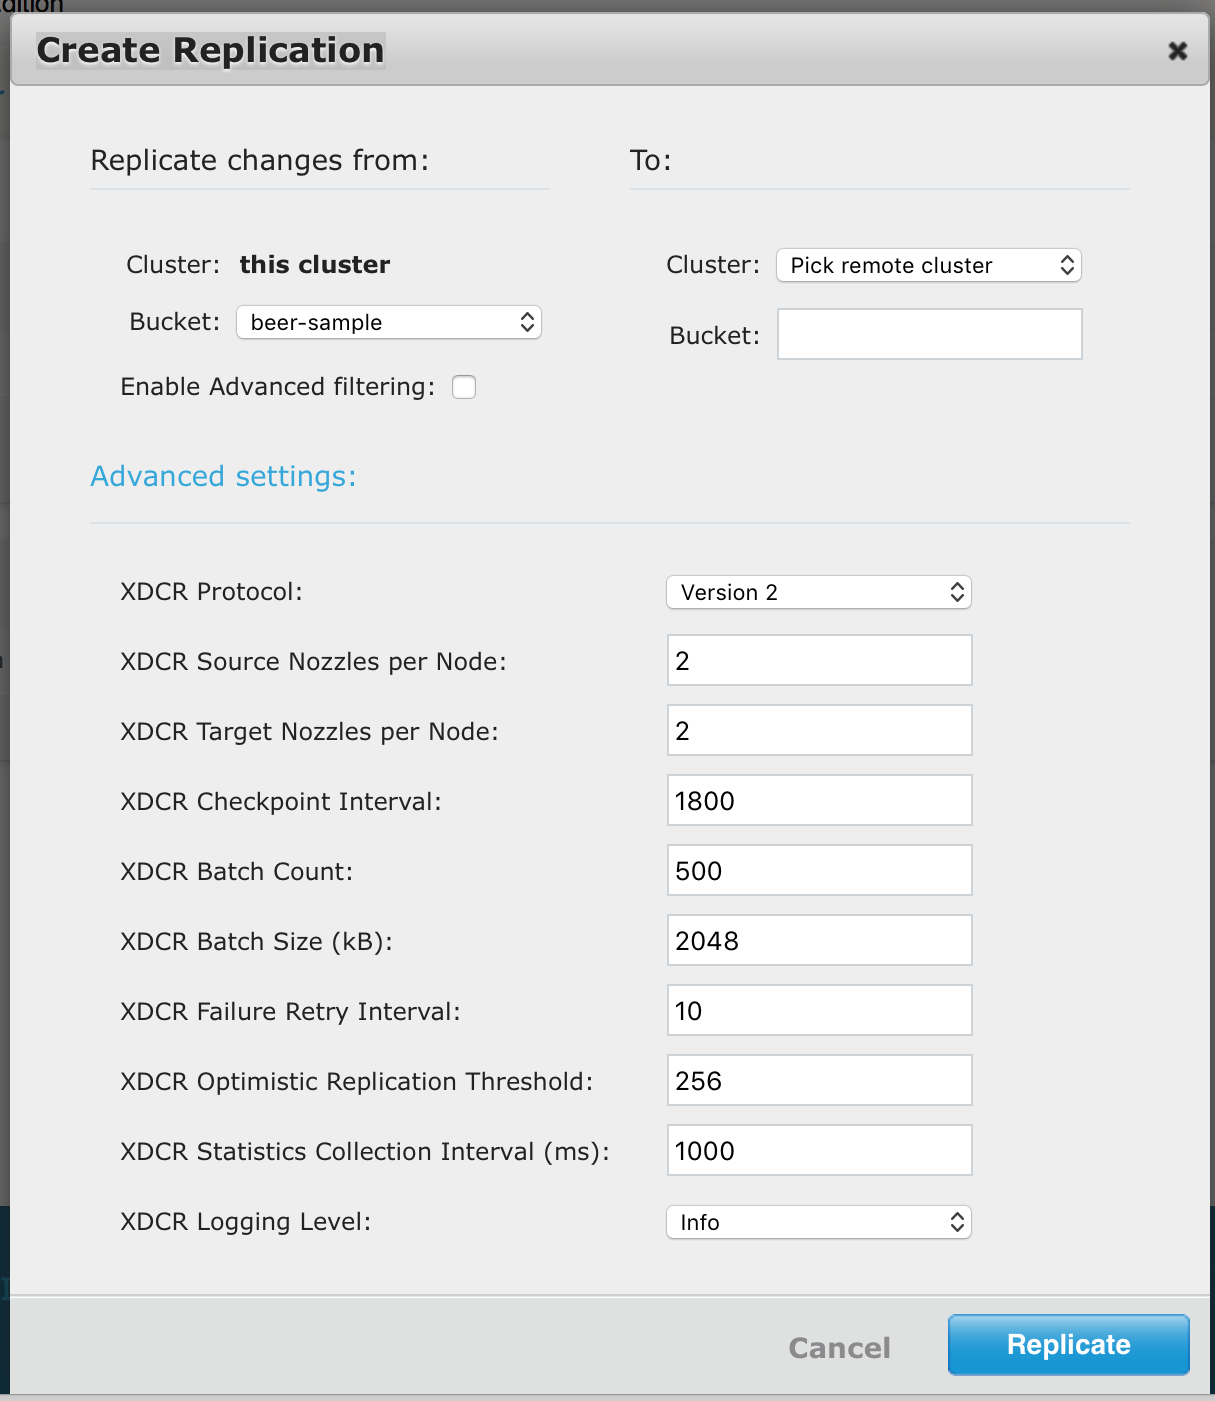 Create Replication
Replicate changes from:
To:
Cluster: this cluster
Cluster: Pick remote cluster
Bucket: beer-sample
Bucket:
Enable Advanced filtering:
Advanced settings:
XDCR Protocol: Version 2
XDCR Source Nozzles per Node: 2
XDCR Target Nozzles per Node: 2
XDCR Checkpoint Interval: 1800
XDCR Batch Count: 500
XDCR Batch Size (kB): 2048
XDCR Failure Retry Interval: 10
XDCR Optimistic Replication Threshold: 256
XDCR Statistics Collection Interval (ms): 1000
XDCR Logging Level: Info
Cancel Replicate